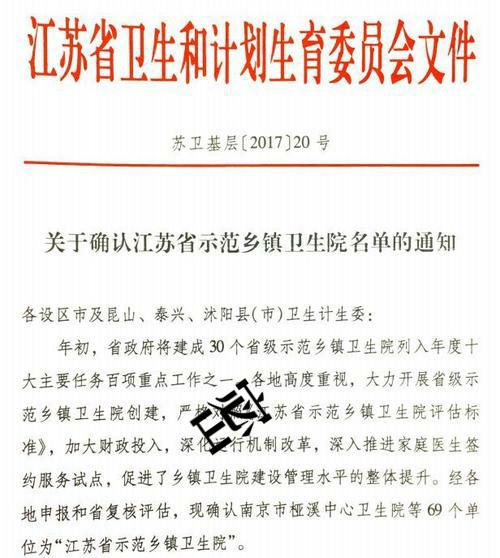 江苏省卫生和计划生育委员会文件
苏卫基层〔2017〕20 号
关于确认江苏省示范乡镇卫生院名单的通知
各设区市及昆山、泰兴、沭阳县(市)卫生计生委：
年初，省政府将建成 30 个省级示范乡镇卫生院列入年度十
大主要任务百项重点工作之一，各地高度重视，大力开展省级示
范乡镇卫生院创建，严格对 江苏省示范乡镇卫生院评估标
准》，加大财政投入，深化运行机制改革，深入推进家庭医生签
约服务试点，促进了乡镇卫生院建设管理水平的整体提升。经各
地申报和省复核评估，现确认南京市桠溪中心卫生院等 69 个单
位为“江苏省示范乡镇卫生院”。